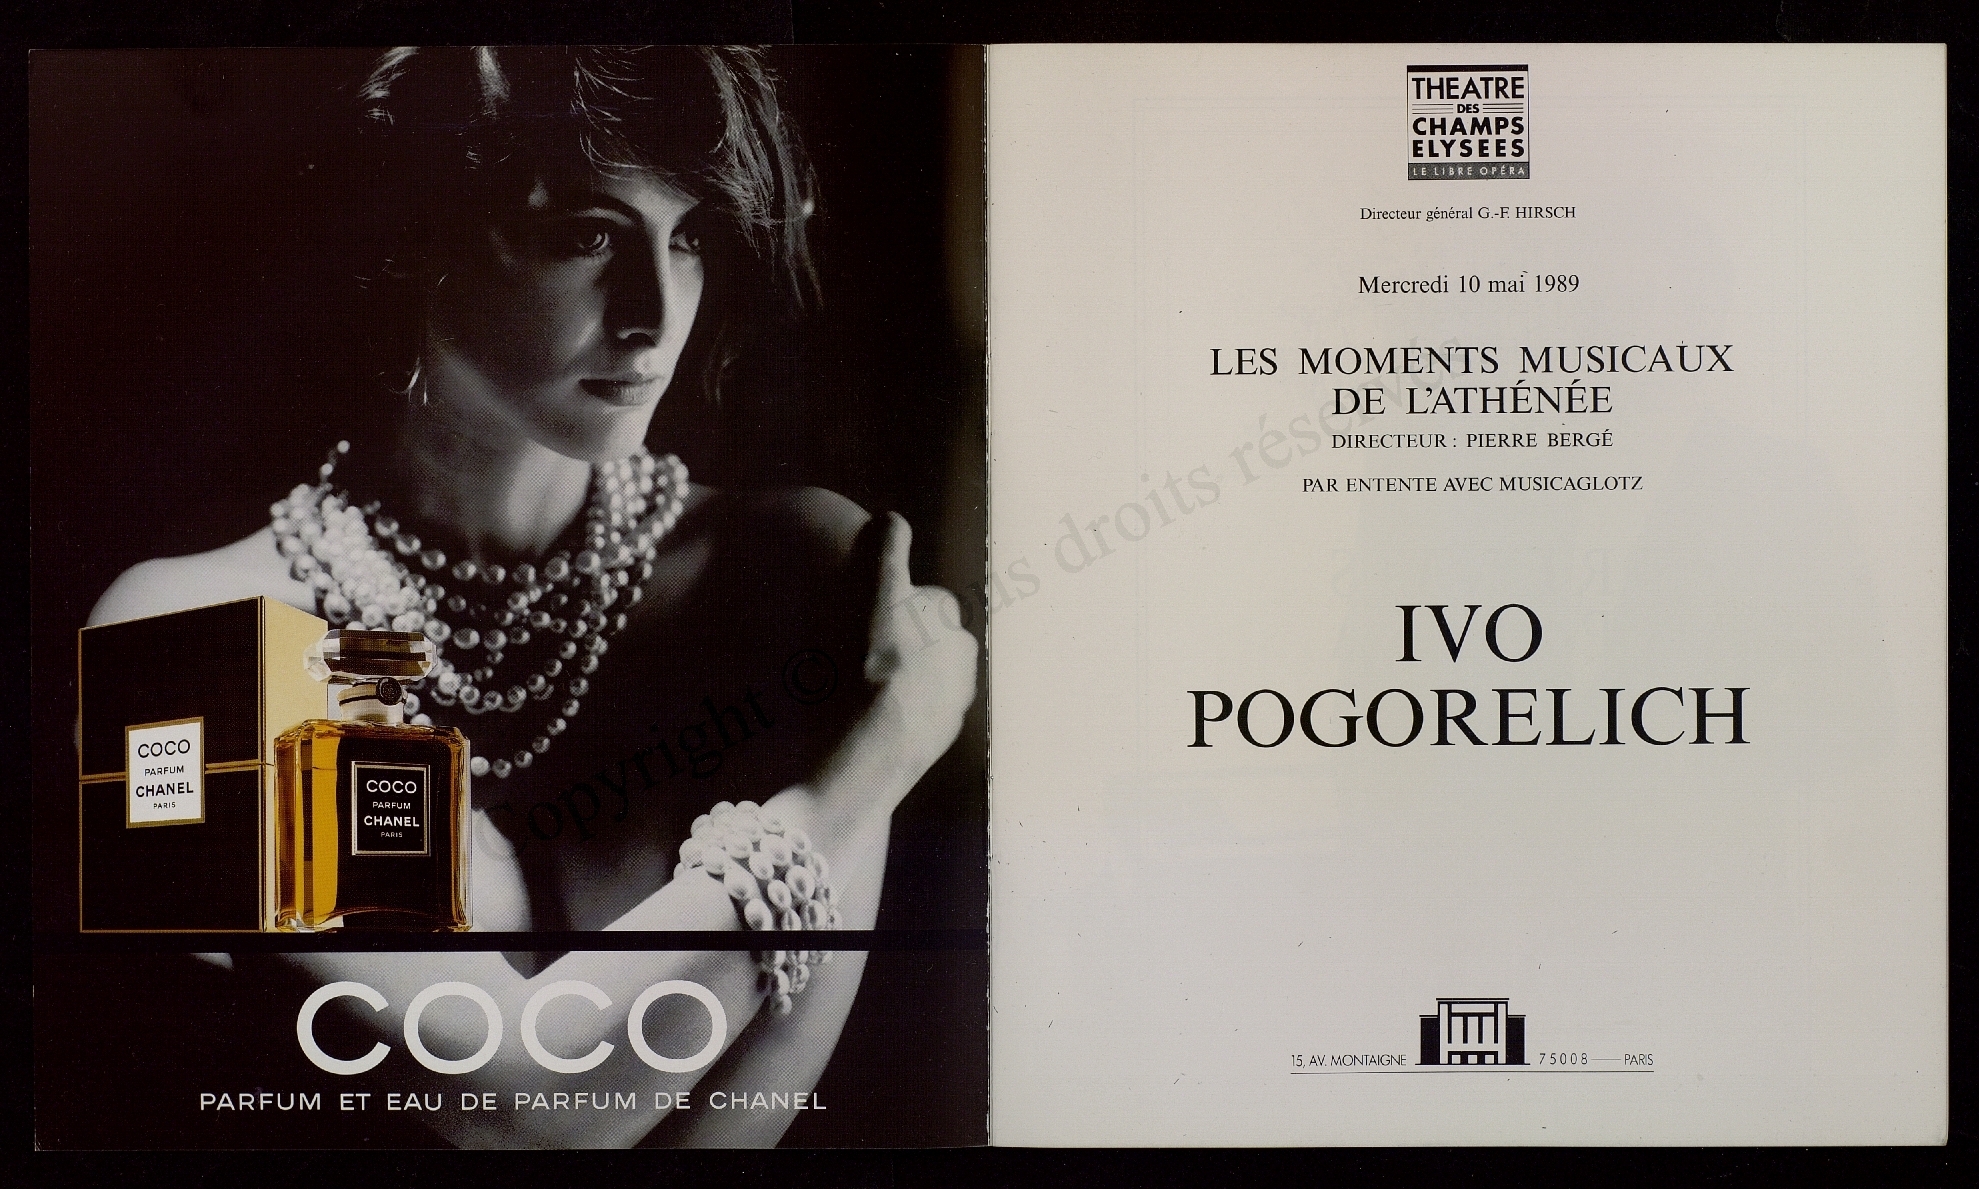 COCO
PARFUM
CHANEL
PARIS
COCO
PARFUM
CHANEL
PARIS
COCO
PARFUM ET EAU DE PARFUM DE CHANEL
THEATRE
DES
CHAMPS
ELYSEES
LE LIBRE OPÉRA
Directeur général G.-F. HIRSCH
Mercredi 10 mai 1989
LES MOMENTS MUSICAUX
DE L'ATHÉNÉE
DIRECTEUR : PIERRE BERGÉ
PAR ENTENTE AVEC MUSICAGLOTZ
IVO
POGORELICH
15, AV. MONTAIGNE 75008 — PARIS
Copyright © Tous droits réservés